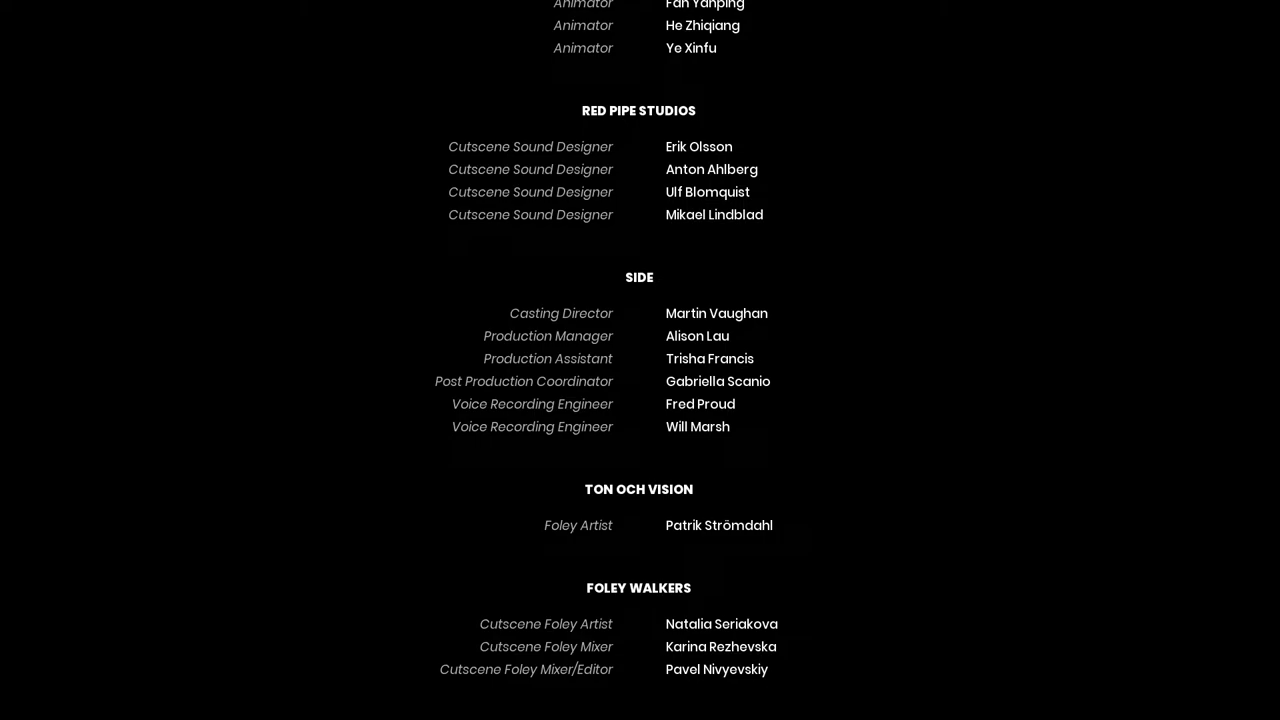 Animator Fan Yanping
Animator He Zhiqiang
Animator Ye Xinfu
RED PIPE STUDIOS
Cutscene Sound Designer Erik Olsson
Cutscene Sound Designer Anton Ahlberg
Cutscene Sound Designer Ulf Blomquist
Cutscene Sound Designer Mikael Lindblad
SIDE
Casting Director Martin Vaughan
Production Manager Alison Lau
Production Assistant Trisha Francis
Post Production Coordinator Gabriella Scanio
Voice Recording Engineer Fred Proud
Voice Recording Engineer Will Marsh
TON OCH VISION
Foley Artist Patrik Strömdahl
FOLEY WALKERS
Cutscene Foley Artist Natalia Seriakova
Cutscene Foley Mixer Karina Rezhevska
Cutscene Foley Mixer/Editor Pavel Nivyevskiy